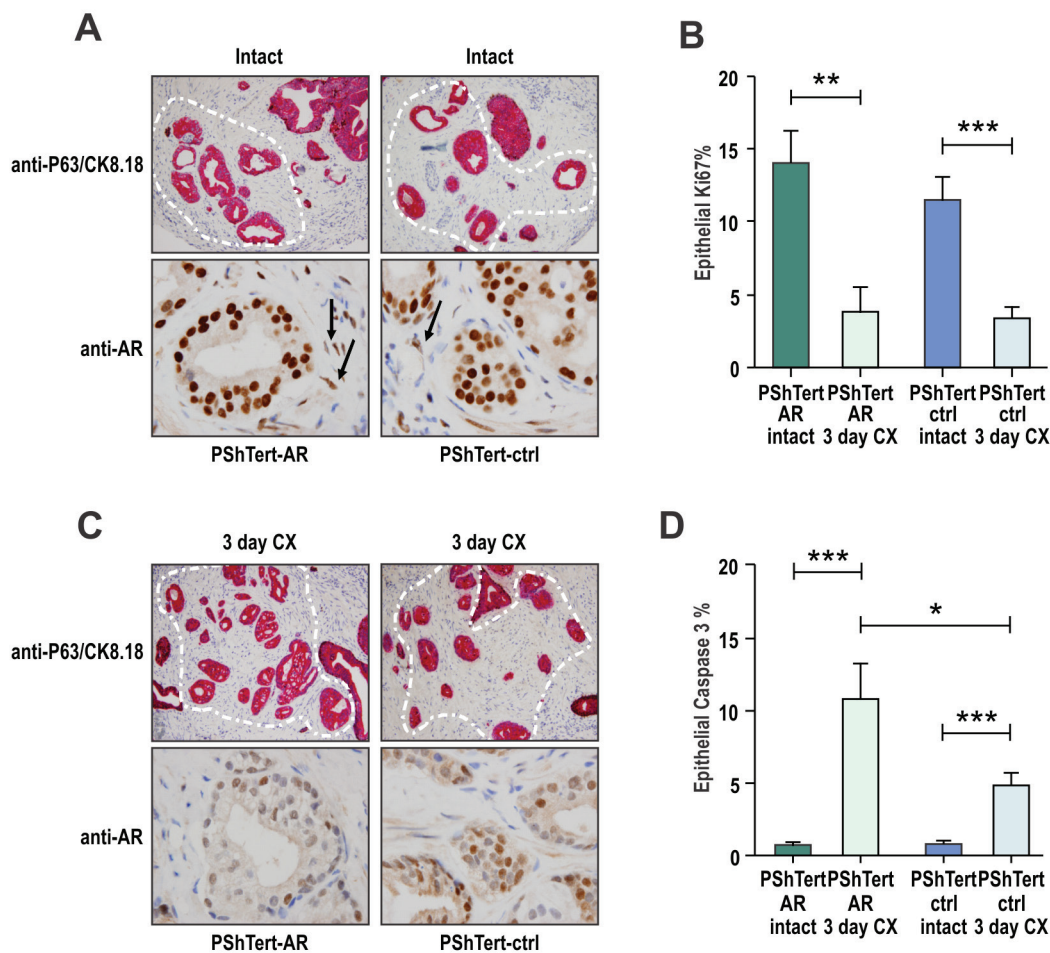 A
Intact
Intact
anti-P63/CK8.18
anti-AR
PShTert-AR
PShTert-ctrl
B
Epithelial Ki67%
20
15
10
5
0
**
***
PShTert
AR
intact
PShTert
AR
3 day CX
PShTert
ctrl
intact
PShTert
ctrl
3 day CX
C
3 day CX
3 day CX
anti-P63/CK8.18
anti-AR
PShTert-AR
PShTert-ctrl
D
Epithelial Caspase 3 %
20
15
10
5
0
***
*
***
PShTert
AR
intact
PShTert
AR
3 day CX
PShTert
ctrl
intact
PShTert
ctrl
3 day CX